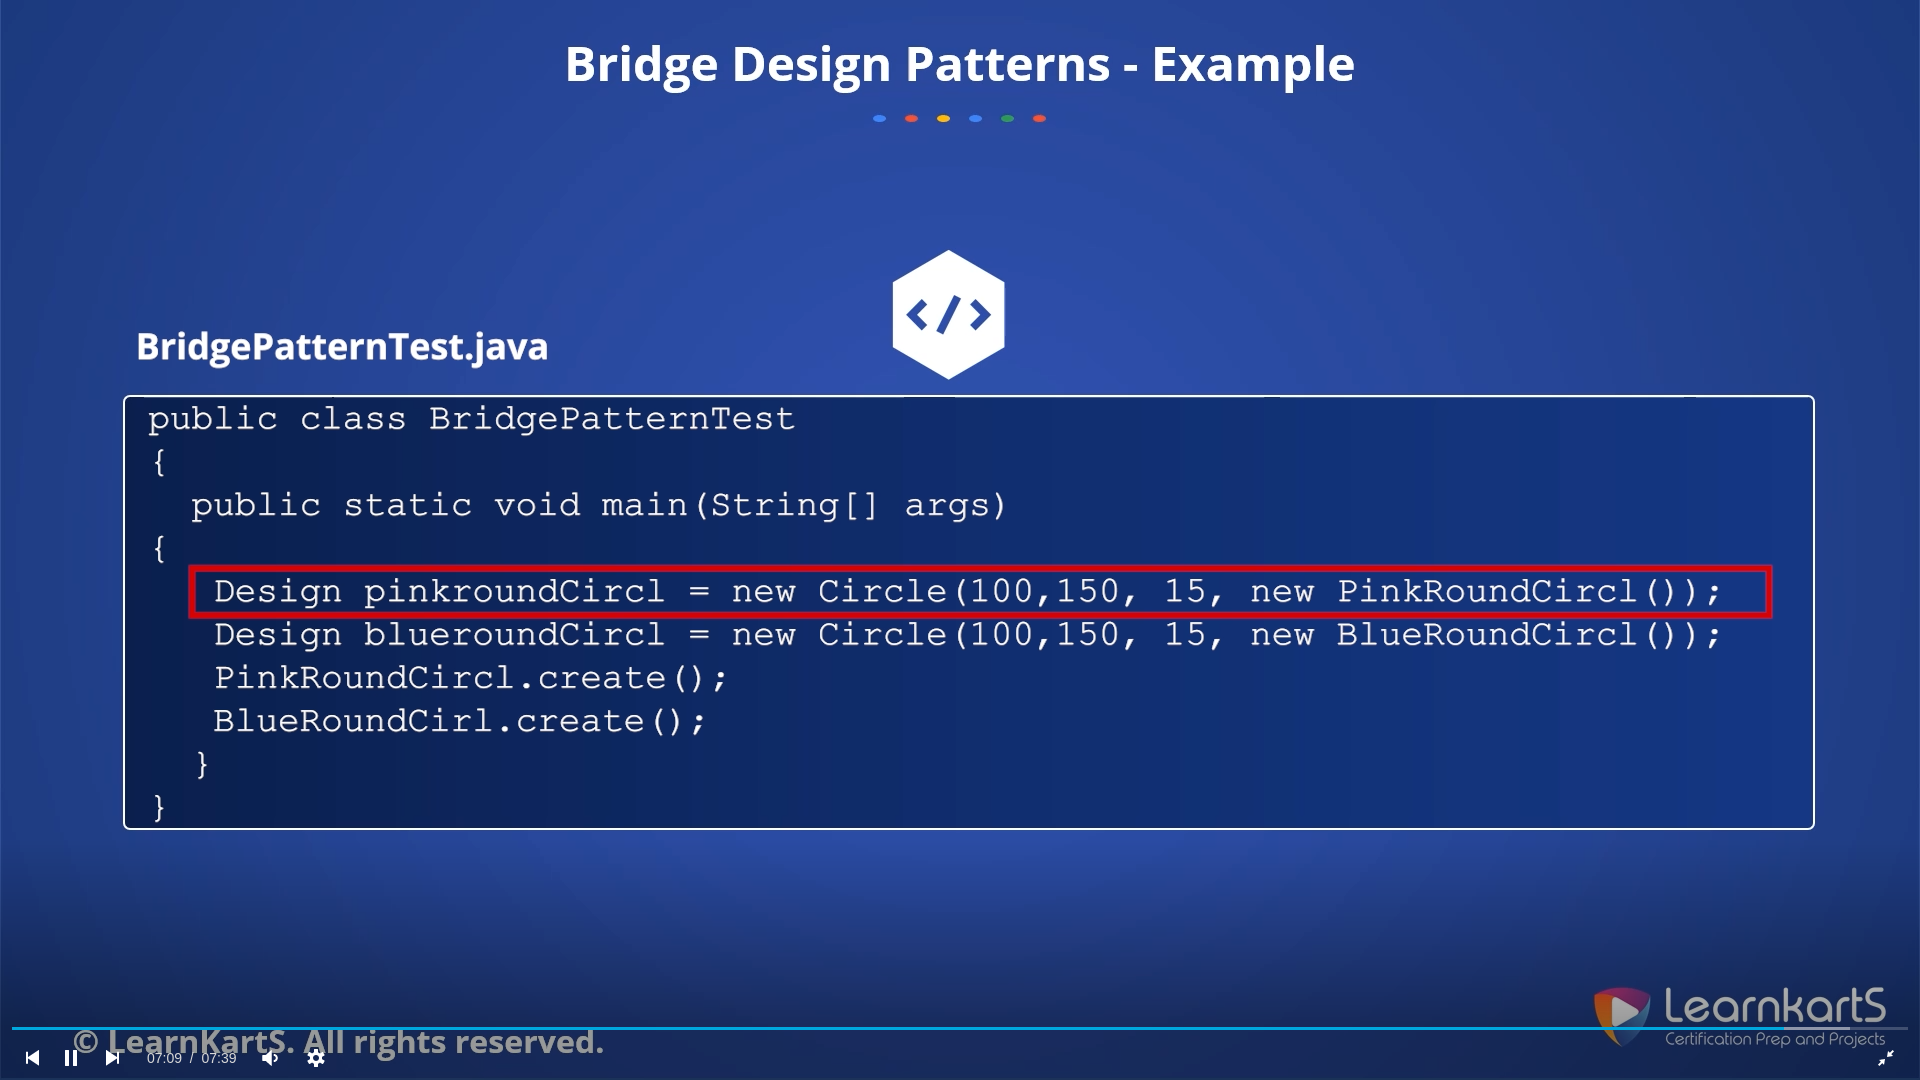 Bridge Design Patterns - Example
</>
BridgePatternTest.java
public class BridgePatternTest
{
public static void main(String[] args)
{
Design pinkroundCircl = new Circle(100,150, 15, new PinkRoundCircl());
Design blueroundCircl = new Circle(100,150, 15, new BlueRoundCircl());
PinkRoundCircl.create();
BlueRoundCirl.create();
}
}
LearnkartS
Certification Prep and Projects
© LearnKartS. All rights reserved.
07:09 / 07:39